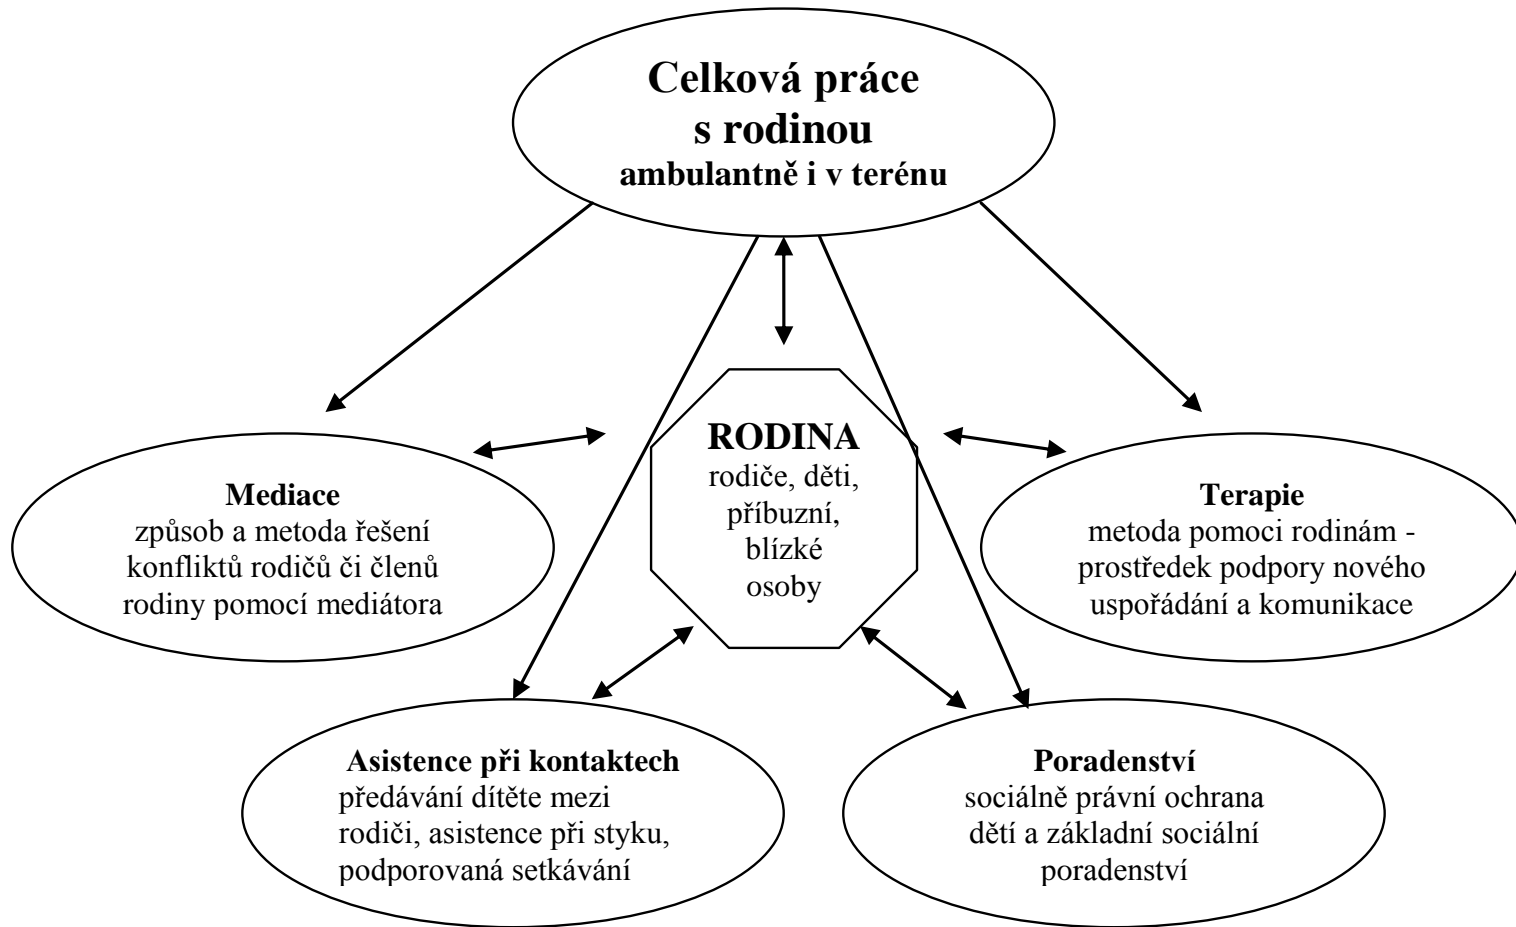 Celková práce
s rodinou
ambulantně i v terénu
RODINA
rodiče, děti,
příbuzní,
blízké
osoby
Mediace
způsob a metoda řešení
konfliktů rodičů či členů
rodiny pomocí mediátora
Terapie
metoda pomoci rodinám -
prostředek podpory nového
uspořádání a komunikace
Asistence při kontaktech
předávání dítěte mezi
rodiči, asistence při styku,
podporovaná setkávání
Poradenství
sociálně právní ochrana
dětí a základní sociální
poradenství